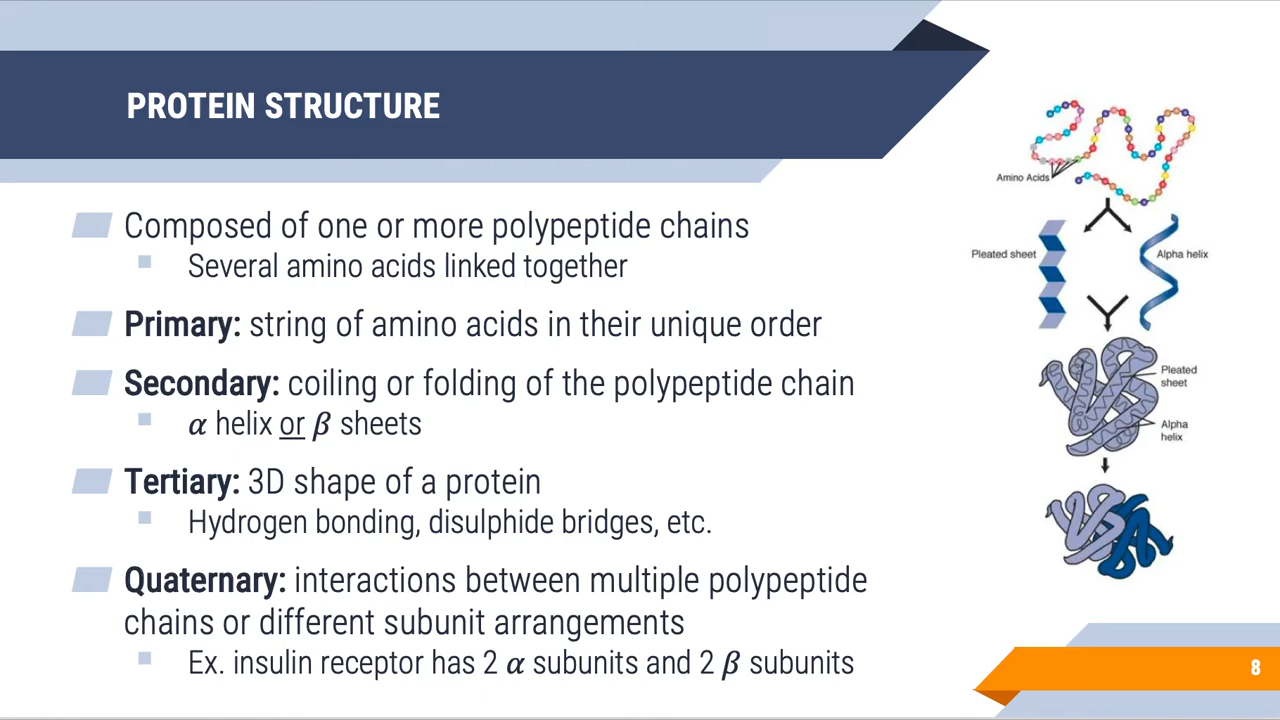 PROTEIN STRUCTURE
Composed of one or more polypeptide chains
Several amino acids linked together
Primary: string of amino acids in their unique order
Secondary: coiling or folding of the polypeptide chain
α helix or β sheets
Tertiary: 3D shape of a protein
Hydrogen bonding, disulphide bridges, etc.
Quaternary: interactions between multiple polypeptide
chains or different subunit arrangements
Ex. insulin receptor has 2 α subunits and 2 β subunits
Amino Acids
Pleated sheet
Alpha helix
Pleated
sheet
Alpha
helix
8